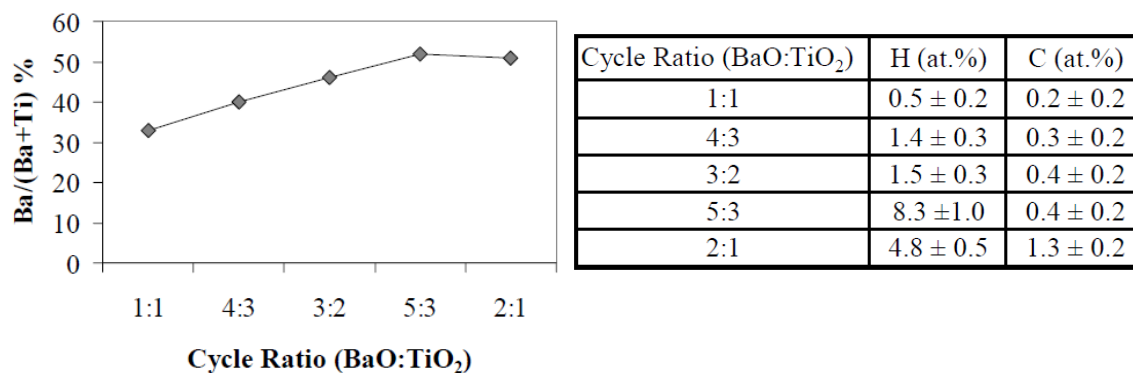 60
50
40
30
20
10
0
Ba/(Ba+Ti) %
1:1 4:3 3:2 5:3 2:1
Cycle Ratio (BaO:TiO₂)
Cycle Ratio (BaO:TiO₂) H (at.%) C (at.%)
1:1 0.5 ± 0.2 0.2 ± 0.2
4:3 1.4 ± 0.3 0.3 ± 0.2
3:2 1.5 ± 0.3 0.4 ± 0.2
5:3 8.3 ±1.0 0.4 ± 0.2
2:1 4.8 ± 0.5 1.3 ± 0.2